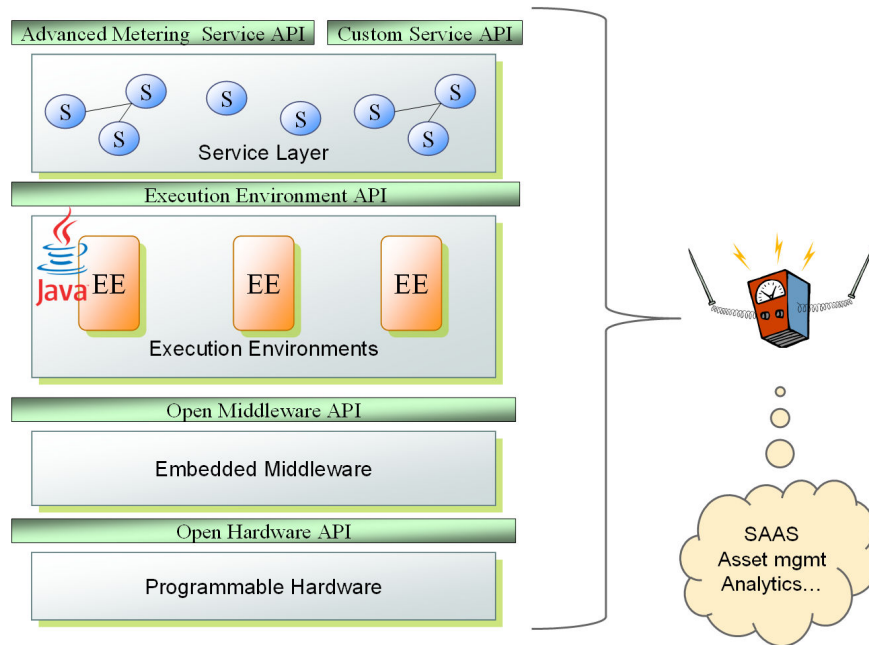 Advanced Metering Service API
Custom Service API
S
S
S
S
S
S
S
S
Service Layer
Execution Environment API
Java
EE
EE
EE
Execution Environments
Open Middleware API
Embedded Middleware
Open Hardware API
Programmable Hardware
SAAS
Asset mgmt
Analytics…